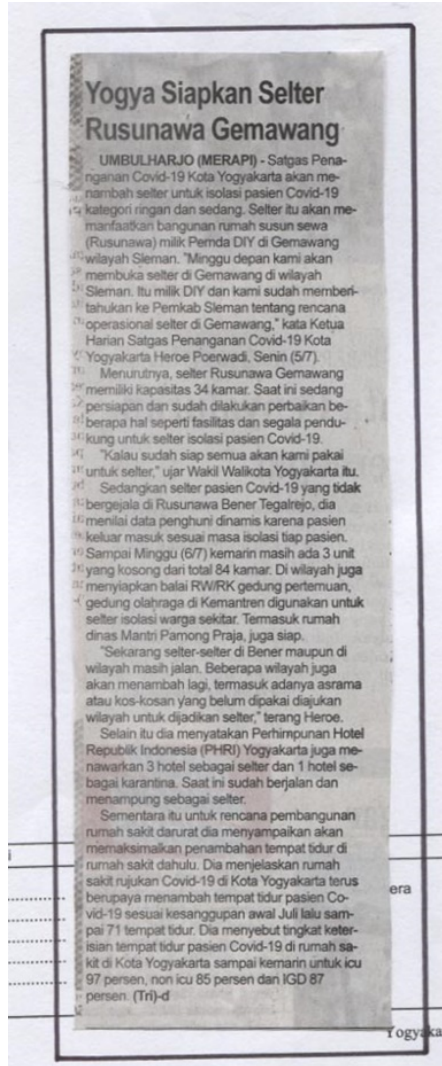 Yogya Siapkan Selter
Rusunawa Gemawang
UMBULHARJO (MERAPI) - Satgas Pena-
nganan Covid-19 Kota Yogyakarta akan me-
nambah selter untuk isolasi pasien Covid-19
kategori ringan dan sedang. Selter itu akan me-
manfaatkan bangunan rumah susun sewa
(Rusunawa) milik Pemda DIY di Gemawang
wilayah Sleman. "Minggu depan kami akan
membuka selter di Gemawang di wilayah
Sleman. Itu milik DIY dan kami sudah memberi-
tahukan ke Pemkab Sleman tentang rencana
operasional selter di Gemawang," kata Ketua
Harian Satgas Penanganan Covid-19 Kota
Yogyakarta Heroe Poerwadi, Senin (5/7).
Menurutnya, selter Rusunawa Gemawang
memiliki kapasitas 34 kamar. Saat ini sedang
persiapan dan sudah dilakukan perbaikan be-
berapa hal seperti fasilitas dan segala pendu-
kung untuk selter isolasi pasien Covid-19.
"Kalau sudah siap semua akan kami pakai
untuk selter," ujar Wakil Walikota Yogyakarta itu.
Sedangkan selter pasien Covid-19 yang tidak
bergejala di Rusunawa Bener Tegalrejo, dia
menilai data penghuni dinamis karena pasien
keluar masuk sesuai masa isolasi tiap pasien.
Sampai Minggu (6/7) kemarin masih ada 3 unit
yang kosong dari total 84 kamar. Di wilayah juga
menyiapkan balai RW/RK gedung pertemuan,
gedung olahraga di Kemantren digunakan untuk
selter isolasi warga sekitar. Termasuk rumah
dinas Mantri Pamong Praja, juga siap.
"Sekarang selter-selter di Bener maupun di
wilayah masih jalan. Beberapa wilayah juga
akan menambah lagi, termasuk adanya asrama
atau kos-kosan yang belum dipakai diajukan
wilayah untuk dijadikan selter," terang Heroe.
Selain itu dia menyatakan Perhimpunan Hotel
Republik Indonesia (PHRI) Yogyakarta juga me-
nawarkan 3 hotel sebagai selter dan 1 hotel se-
bagai karantina. Saat ini sudah berjalan dan
menampung sebagai selter.
Sementara itu untuk rencana pembangunan
rumah sakit darurat dia menyampaikan akan
memaksimalkan penambahan tempat tidur di
rumah sakit dahulu. Dia menjelaskan rumah
sakit rujukan Covid-19 di Kota Yogyakarta terus
berupaya menambah tempat tidur pasien Co-
vid-19 sesuai kesanggupan awal Juli lalu sam-
pai 71 tempat tidur. Dia menyebut tingkat keter-
isian tempat tidur pasien Covid-19 di rumah sa-
kit di Kota Yogyakarta sampai kemarin untuk icu
97 persen, non icu 85 persen dan IGD 87
persen. (Tri)-d
era
Yogyaka